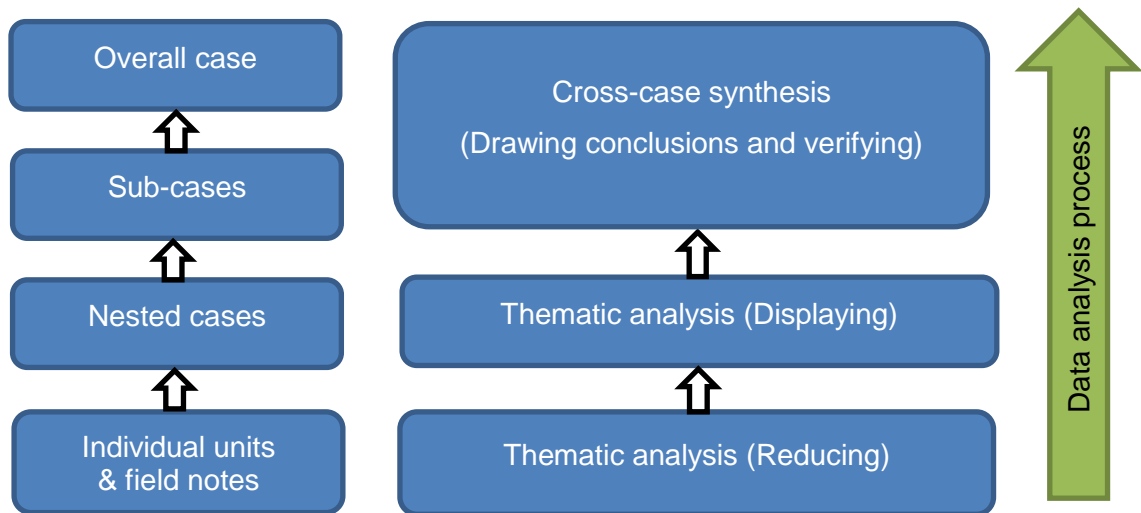 Overall case
Sub-cases
Nested cases
Individual units
& field notes
Cross-case synthesis
(Drawing conclusions and verifying)
Thematic analysis (Displaying)
Thematic analysis (Reducing)
Data analysis process